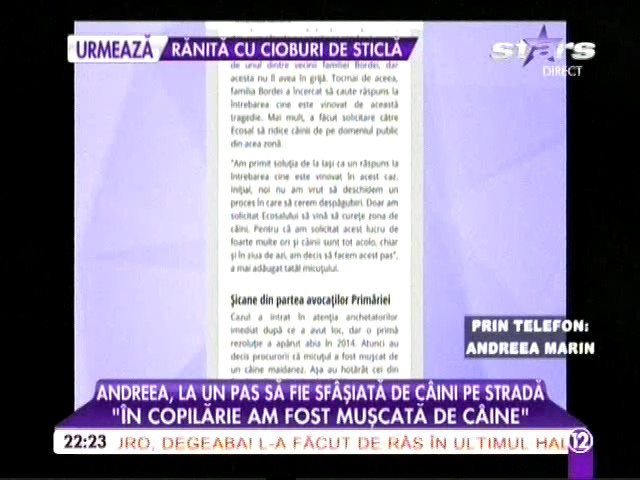 URMEAZĂ RĂNITĂ CU CIOBURI DE STICLĂ
stars
DIRECT
de unul dintre vecinii familiei Bordei, dar
acesta nu îl avea în grijă. Tocmai de aceea,
familia Bordei a încercat să caute răspuns la
întrebarea cine este vinovat de această
tragedie. Mai mult, a făcut solicitare către
Ecosal să ridice câinii de pe domeniul public
din acea zonă.
"Am primit soluția de la Iași ca un răspuns la
întrebarea cine este vinovat în acest caz.
Inițial, noi nu am vrut să deschidem un
proces în care să cerem despăgubiri. Doar am
solicitat Ecosalului să vină să curețe zona de
câini. Pentru că am solicitat acest lucru de
foarte multe ori și câinii sunt tot acolo, chiar
și în ziua de azi, am decis să facem acest pas",
a mai adăugat tatăl micuțului.
Șicane din partea avocaților Primăriei
Cazul a intrat în atenția anchetatorilor
imediat după ce a avut loc, dar o primă
rezoluție a apărut abia în 2014. Atunci au
decis procurorii că micuțul a fost mușcat de
un câine maidanez. Așa au hotărât cei din
PRIN TELEFON:
ANDREEA MARIN
ANDREEA, LA UN PAS SĂ FIE SFÂȘIATĂ DE CÂINI PE STRADĂ
"ÎN COPILĂRIE AM FOST MUȘCATĂ DE CÂINE"
22:23 JRO, DEGEABA! L-A FĂCUT DE RÂS ÎN ULTIMUL HAL 12